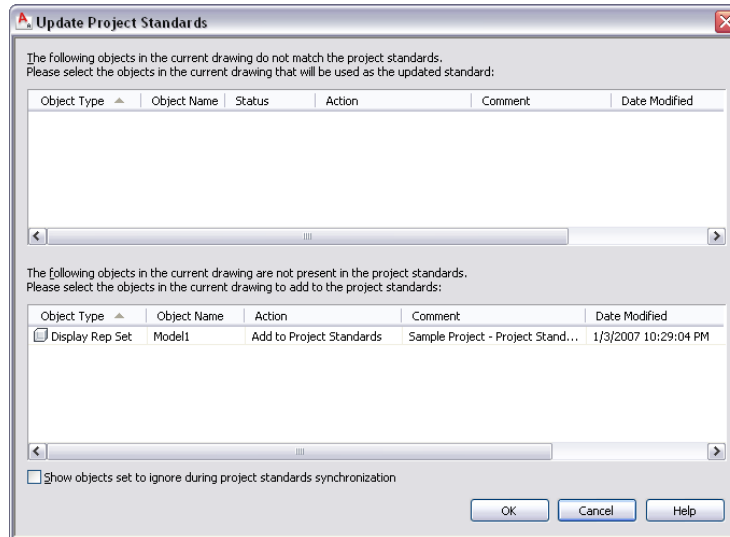 Update Project Standards
The following objects in the current drawing do not match the project standards.
Please select the objects in the current drawing that will be used as the updated standard:
Object Type Object Name Status Action Comment Date Modified
The following objects in the current drawing are not present in the project standards.
Please select the objects in the current drawing to add to the project standards:
Object Type Object Name Action Comment Date Modified
Display Rep Set Model1 Add to Project Standards Sample Project - Project Stand... 1/3/2007 10:29:04 PM
Show objects set to ignore during project standards synchronization
OK Cancel Help